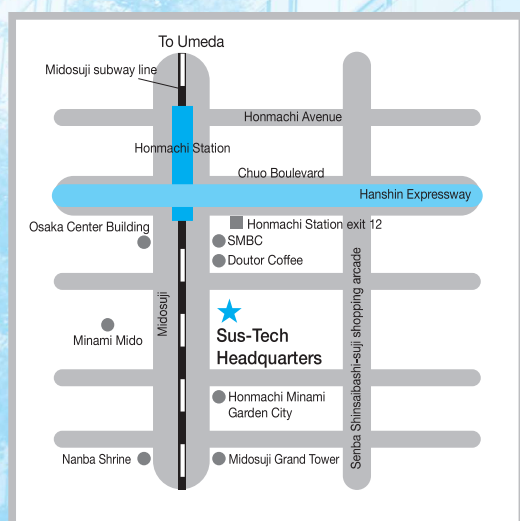 To Umeda
Midosuji subway line
Honmachi Avenue
Honmachi Station
Chuo Boulevard
Hanshin Expressway
Osaka Center Building
Honmachi Station exit 12
SMBC
Doutor Coffee
Midosuji
Senba Shinsaibashi-suji shopping arcade
Minami Mido
Sus-Tech
Headquarters
Honmachi Minami
Garden City
Nanba Shrine
Midosuji Grand Tower